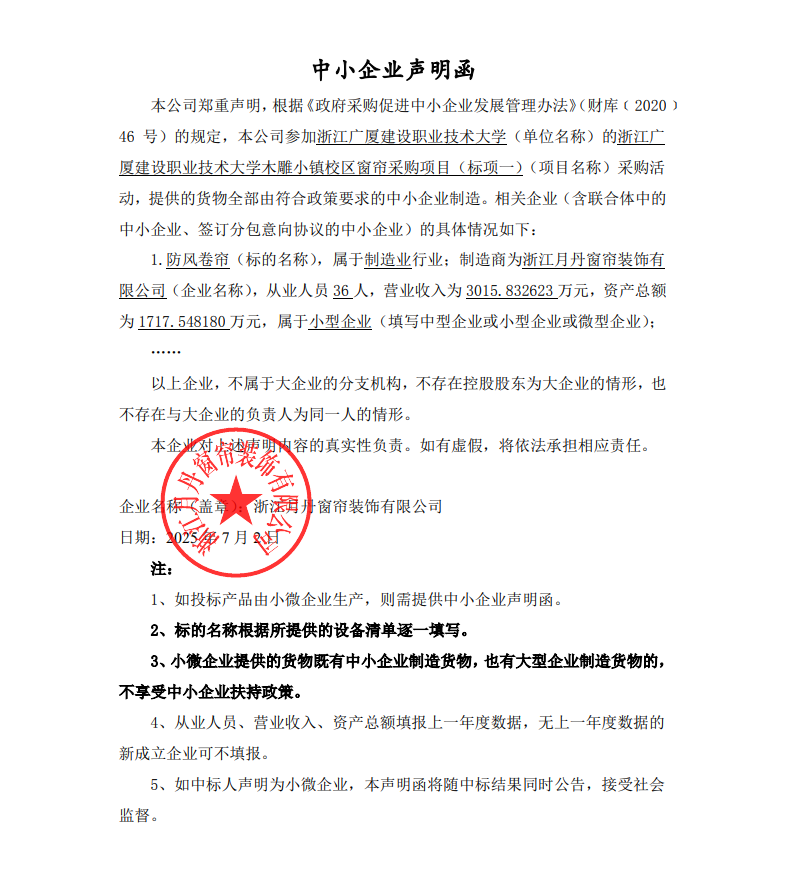 中小企业声明函
本公司郑重声明，根据《政府采购促进中小企业发展管理办法》（财库﹝2020﹞
46 号）的规定，本公司参加浙江广厦建设职业技术大学（单位名称）的浙江广
厦建设职业技术大学木雕小镇校区窗帘采购项目（标项一）（项目名称）采购活
动，提供的货物全部由符合政策要求的中小企业制造。相关企业（含联合体中的
中小企业、签订分包意向协议的中小企业）的具体情况如下：
1.防风卷帘（标的名称），属于制造业行业；制造商为浙江月丹窗帘装饰有
限公司（企业名称），从业人员 36 人，营业收入为 3015.832623 万元，资产总额
为 1717.548180 万元，属于小型企业（填写中型企业或小型企业或微型企业）；
……
以上企业，不属于大企业的分支机构，不存在控股股东为大企业的情形，也
不存在与大企业的负责人为同一人的情形。
本企业对上述声明内容的真实性负责。如有虚假，将依法承担相应责任。
浙江月丹窗帘装饰有限公司
企业名称（盖章）：浙江月丹窗帘装饰有限公司
日期：2025 年 7 月 2 日
注：
1、如投标产品由小微企业生产，则需提供中小企业声明函。
2、标的名称根据所提供的设备清单逐一填写。
3、小微企业提供的货物既有中小企业制造货物，也有大型企业制造货物的，
不享受中小企业扶持政策。
4、从业人员、营业收入、资产总额填报上一年度数据，无上一年度数据的
新成立企业可不填报。
5、如中标人声明为小微企业，本声明函将随中标结果同时公告，接受社会
监督。